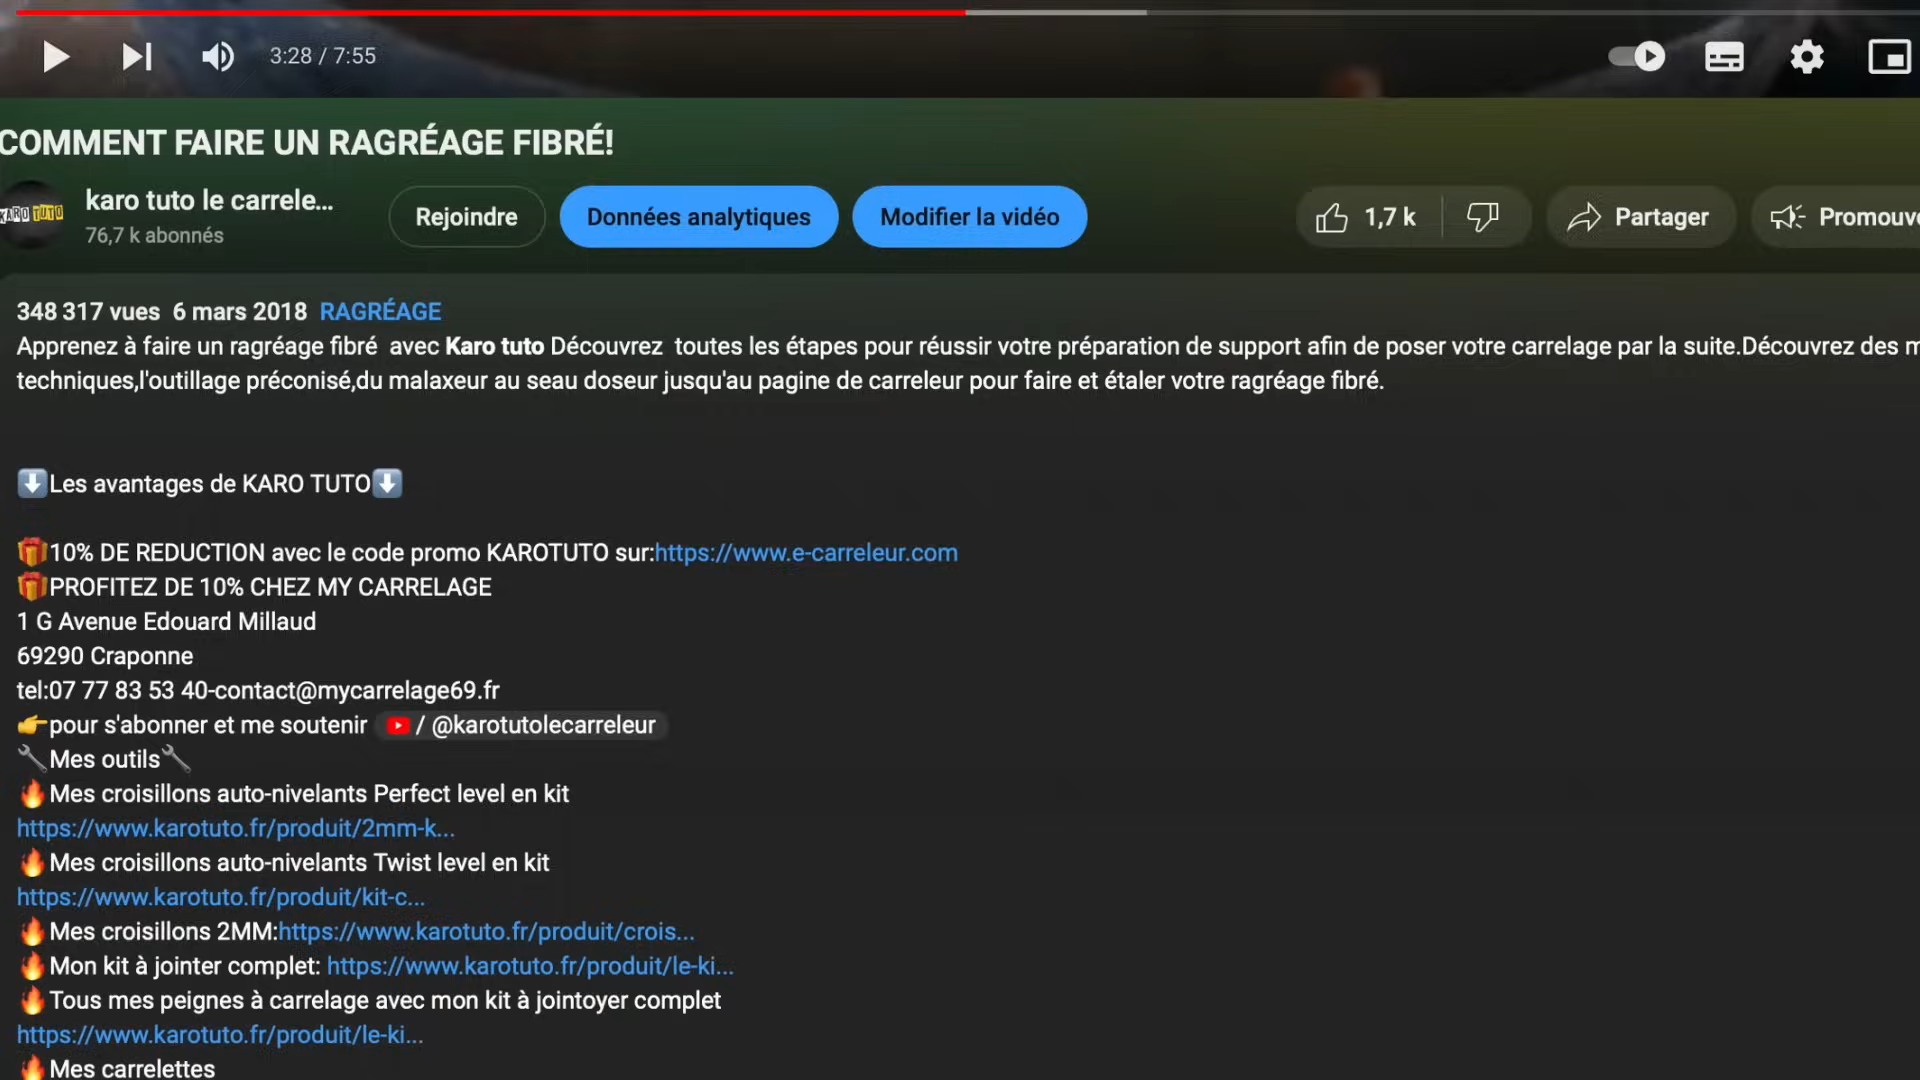 3:28 / 7:55
COMMENT FAIRE UN RAGRÉAGE FIBRÉ!
KARO TUTO
karo tuto le carrele...
76,7 k abonnés
Rejoindre
Données analytiques
Modifier la vidéo
1,7 k
Partager
348 317 vues  6 mars 2018  RAGRÉAGE
Apprenez à faire un ragréage fibré  avec Karo tuto Découvrez  toutes les étapes pour réussir votre préparation de support afin de poser votre carrelage par la suite.Découvrez des
techniques,l'outillage préconisé,du malaxeur au seau doseur jusqu'au pagine de carreleur pour faire et étaler votre ragréage fibré.
⬇️Les avantages de KARO TUTO⬇️
🎁10% DE REDUCTION avec le code promo KAROTUTO sur:https://www.e-carreleur.com
🎁PROFITEZ DE 10% CHEZ MY CARRELAGE
1 G Avenue Edouard Millaud
69290 Craponne
tel:07 77 83 53 40-contact@mycarrelage69.fr
👉pour s'abonner et me soutenir / @karotutolecarreleur
🔧Mes outils🔧
🔥Mes croisillons auto-nivelants Perfect level en kit
https://www.karotuto.fr/produit/2mm-k...
🔥Mes croisillons auto-nivelants Twist level en kit
https://www.karotuto.fr/produit/kit-c...
🔥Mes croisillons 2MM:https://www.karotuto.fr/produit/crois...
🔥Mon kit à jointer complet: https://www.karotuto.fr/produit/le-ki...
🔥Tous mes peignes à carrelage avec mon kit à jointoyer complet
https://www.karotuto.fr/produit/le-ki...
🔥Mes carrelettes